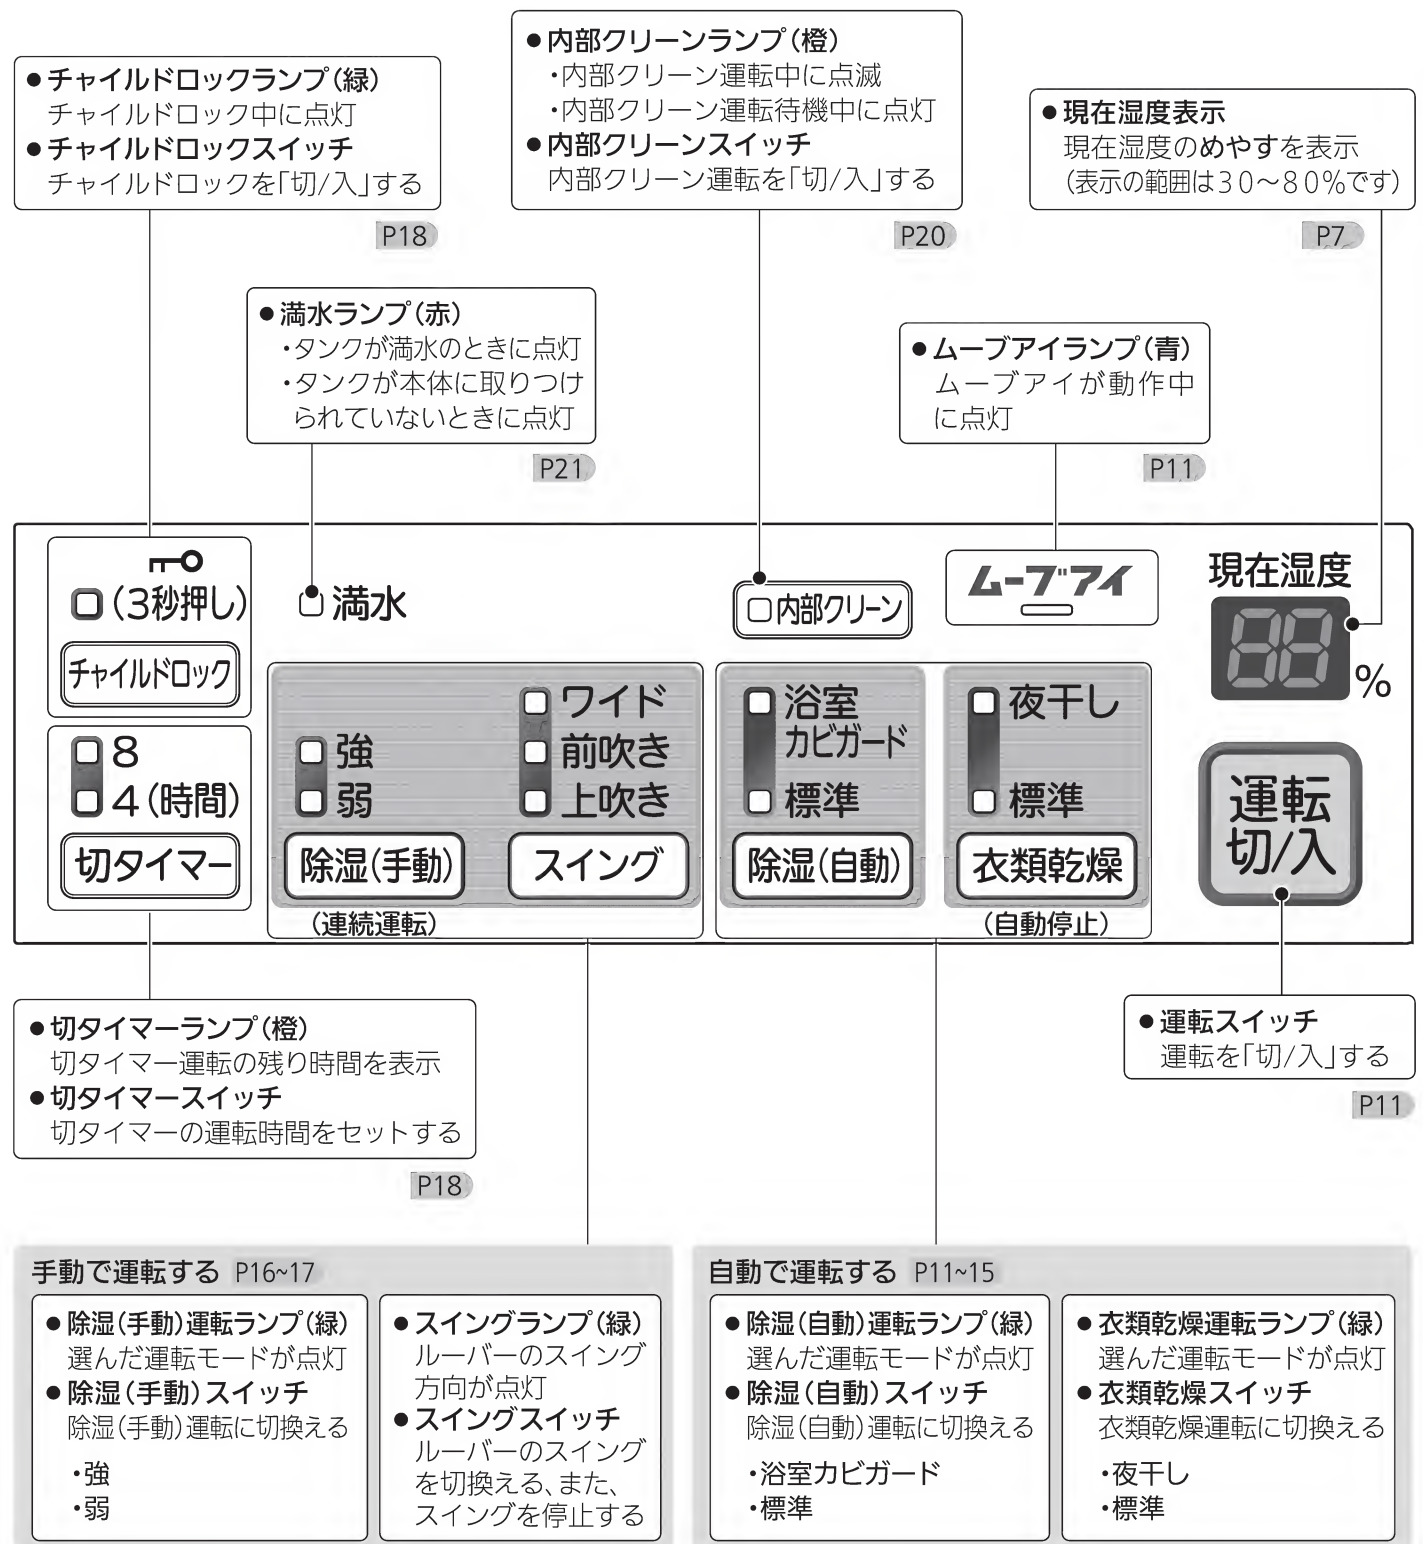 ●チャイルドロックランプ(緑)
チャイルドロック中に点灯
●チャイルドロックスイッチ
チャイルドロックを「切/入」する
P18
●内部クリーンランプ(橙)
・内部クリーン運転中に点滅
・内部クリーン運転待機中に点灯
●内部クリーンスイッチ
内部クリーン運転を「切/入」する
P20
●現在湿度表示
現在湿度のめやすを表示
(表示の範囲は30~80%です)
P7
●満水ランプ(赤)
・タンクが満水のときに点灯
・タンクが本体に取りつけ
られていないときに点灯
P21
●ムーブアイランプ(青)
ムーブアイが動作中
に点灯
P11
(3秒押し)
チャイルドロック
満水
内部クリーン
ムーブアイ
現在湿度
88
%
8
4(時間)
切タイマー
強
弱
除湿(手動)
(連続運転)
ワイド
前吹き
上吹き
スイング
浴室
カビガード
標準
除湿(自動)
夜干し
標準
衣類乾燥
(自動停止)
運転
切/入
●切タイマーランプ(橙)
切タイマー運転の残り時間を表示
●切タイマースイッチ
切タイマーの運転時間をセットする
P18
●運転スイッチ
運転を「切/入」する
P11
手動で運転する P16~17
●除湿(手動)運転ランプ(緑)
選んだ運転モードが点灯
●除湿(手動)スイッチ
除湿(手動)運転に切換える
・強
・弱
●スイングランプ(緑)
ルーバーのスイング
方向が点灯
●スイングスイッチ
ルーバーのスイング
を切換える、また、
スイングを停止する
自動で運転する P11~15
●除湿(自動)運転ランプ(緑)
選んだ運転モードが点灯
●除湿(自動)スイッチ
除湿(自動)運転に切換える
・浴室カビガード
・標準
●衣類乾燥運転ランプ(緑)
選んだ運転モードが点灯
●衣類乾燥スイッチ
衣類乾燥運転に切換える
・夜干し
・標準